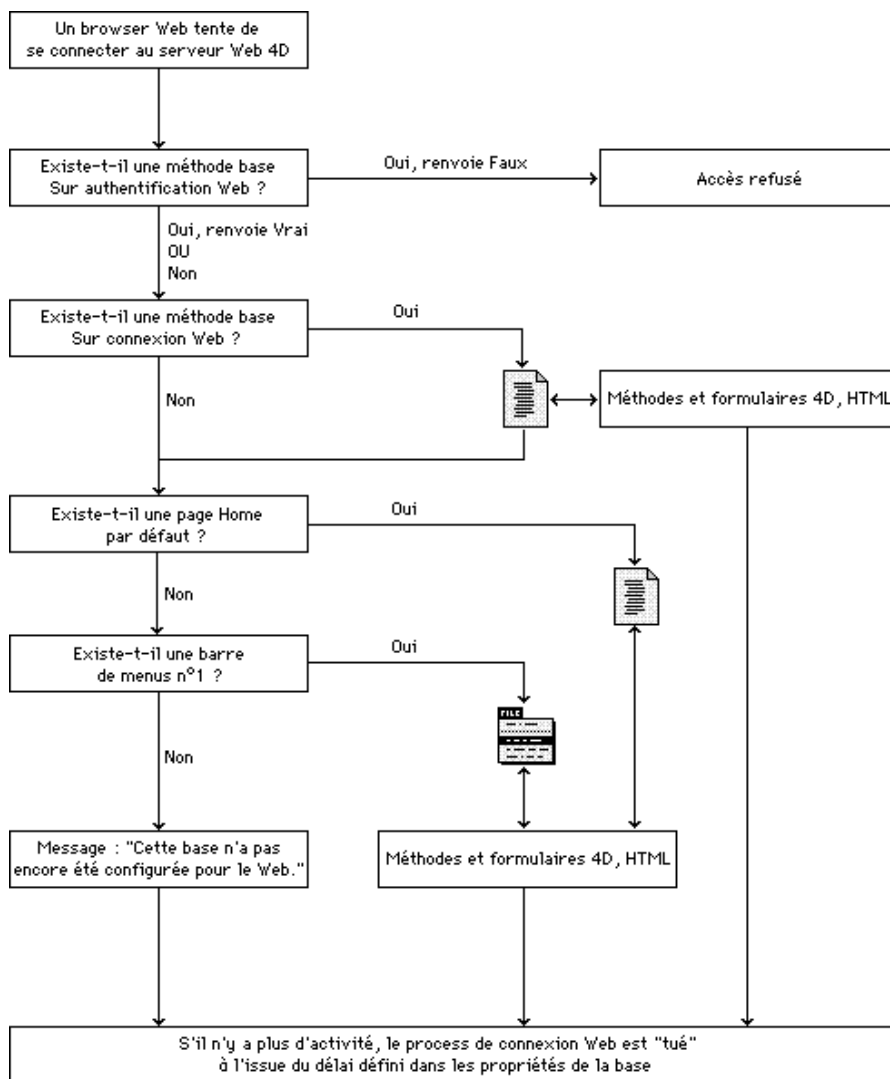 Un browser Web tente de
se connecter au serveur Web 4D
Existe-t-il une méthode base
Sur authentification Web ?
Oui, renvoie Faux
Accès refusé
Oui, renvoie Vrai
OU
Non
Existe-t-il une méthode base
Sur connexion Web ?
Oui
Non
Méthodes et formulaires 4D, HTML
Existe-t-il une page Home
par défaut ?
Oui
Non
Existe-t-il une barre
de menus n°1 ?
Oui
FILE
Non
Message : "Cette base n'a pas
encore été configurée pour le Web."
Méthodes et formulaires 4D, HTML
S'il n'y a plus d'activité, le process de connexion Web est "tué"
à l'issue du délai défini dans les propriétés de la base